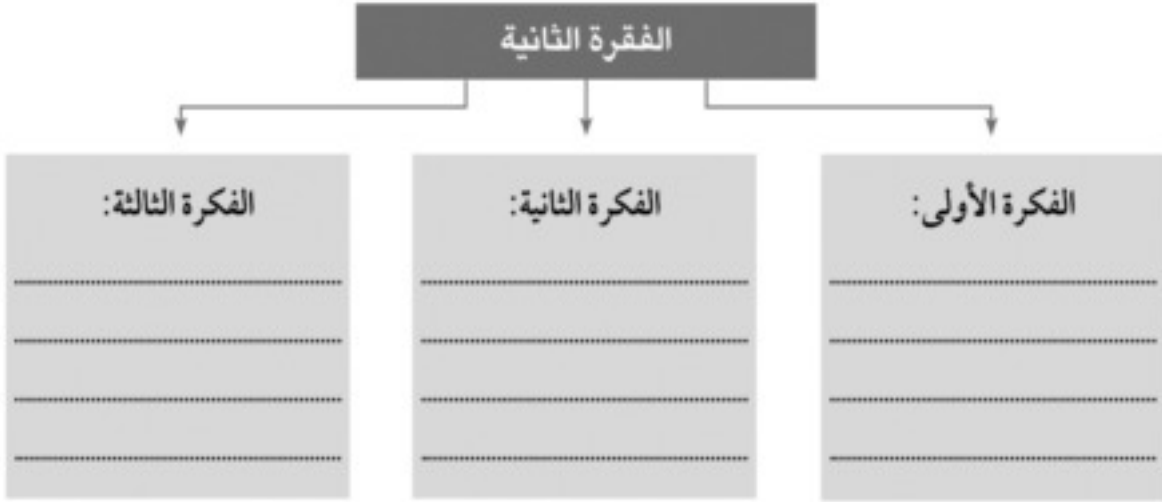 الفقرة الثانية
الفكرة الأولى:
الفكرة الثانية:
الفكرة الثالثة: